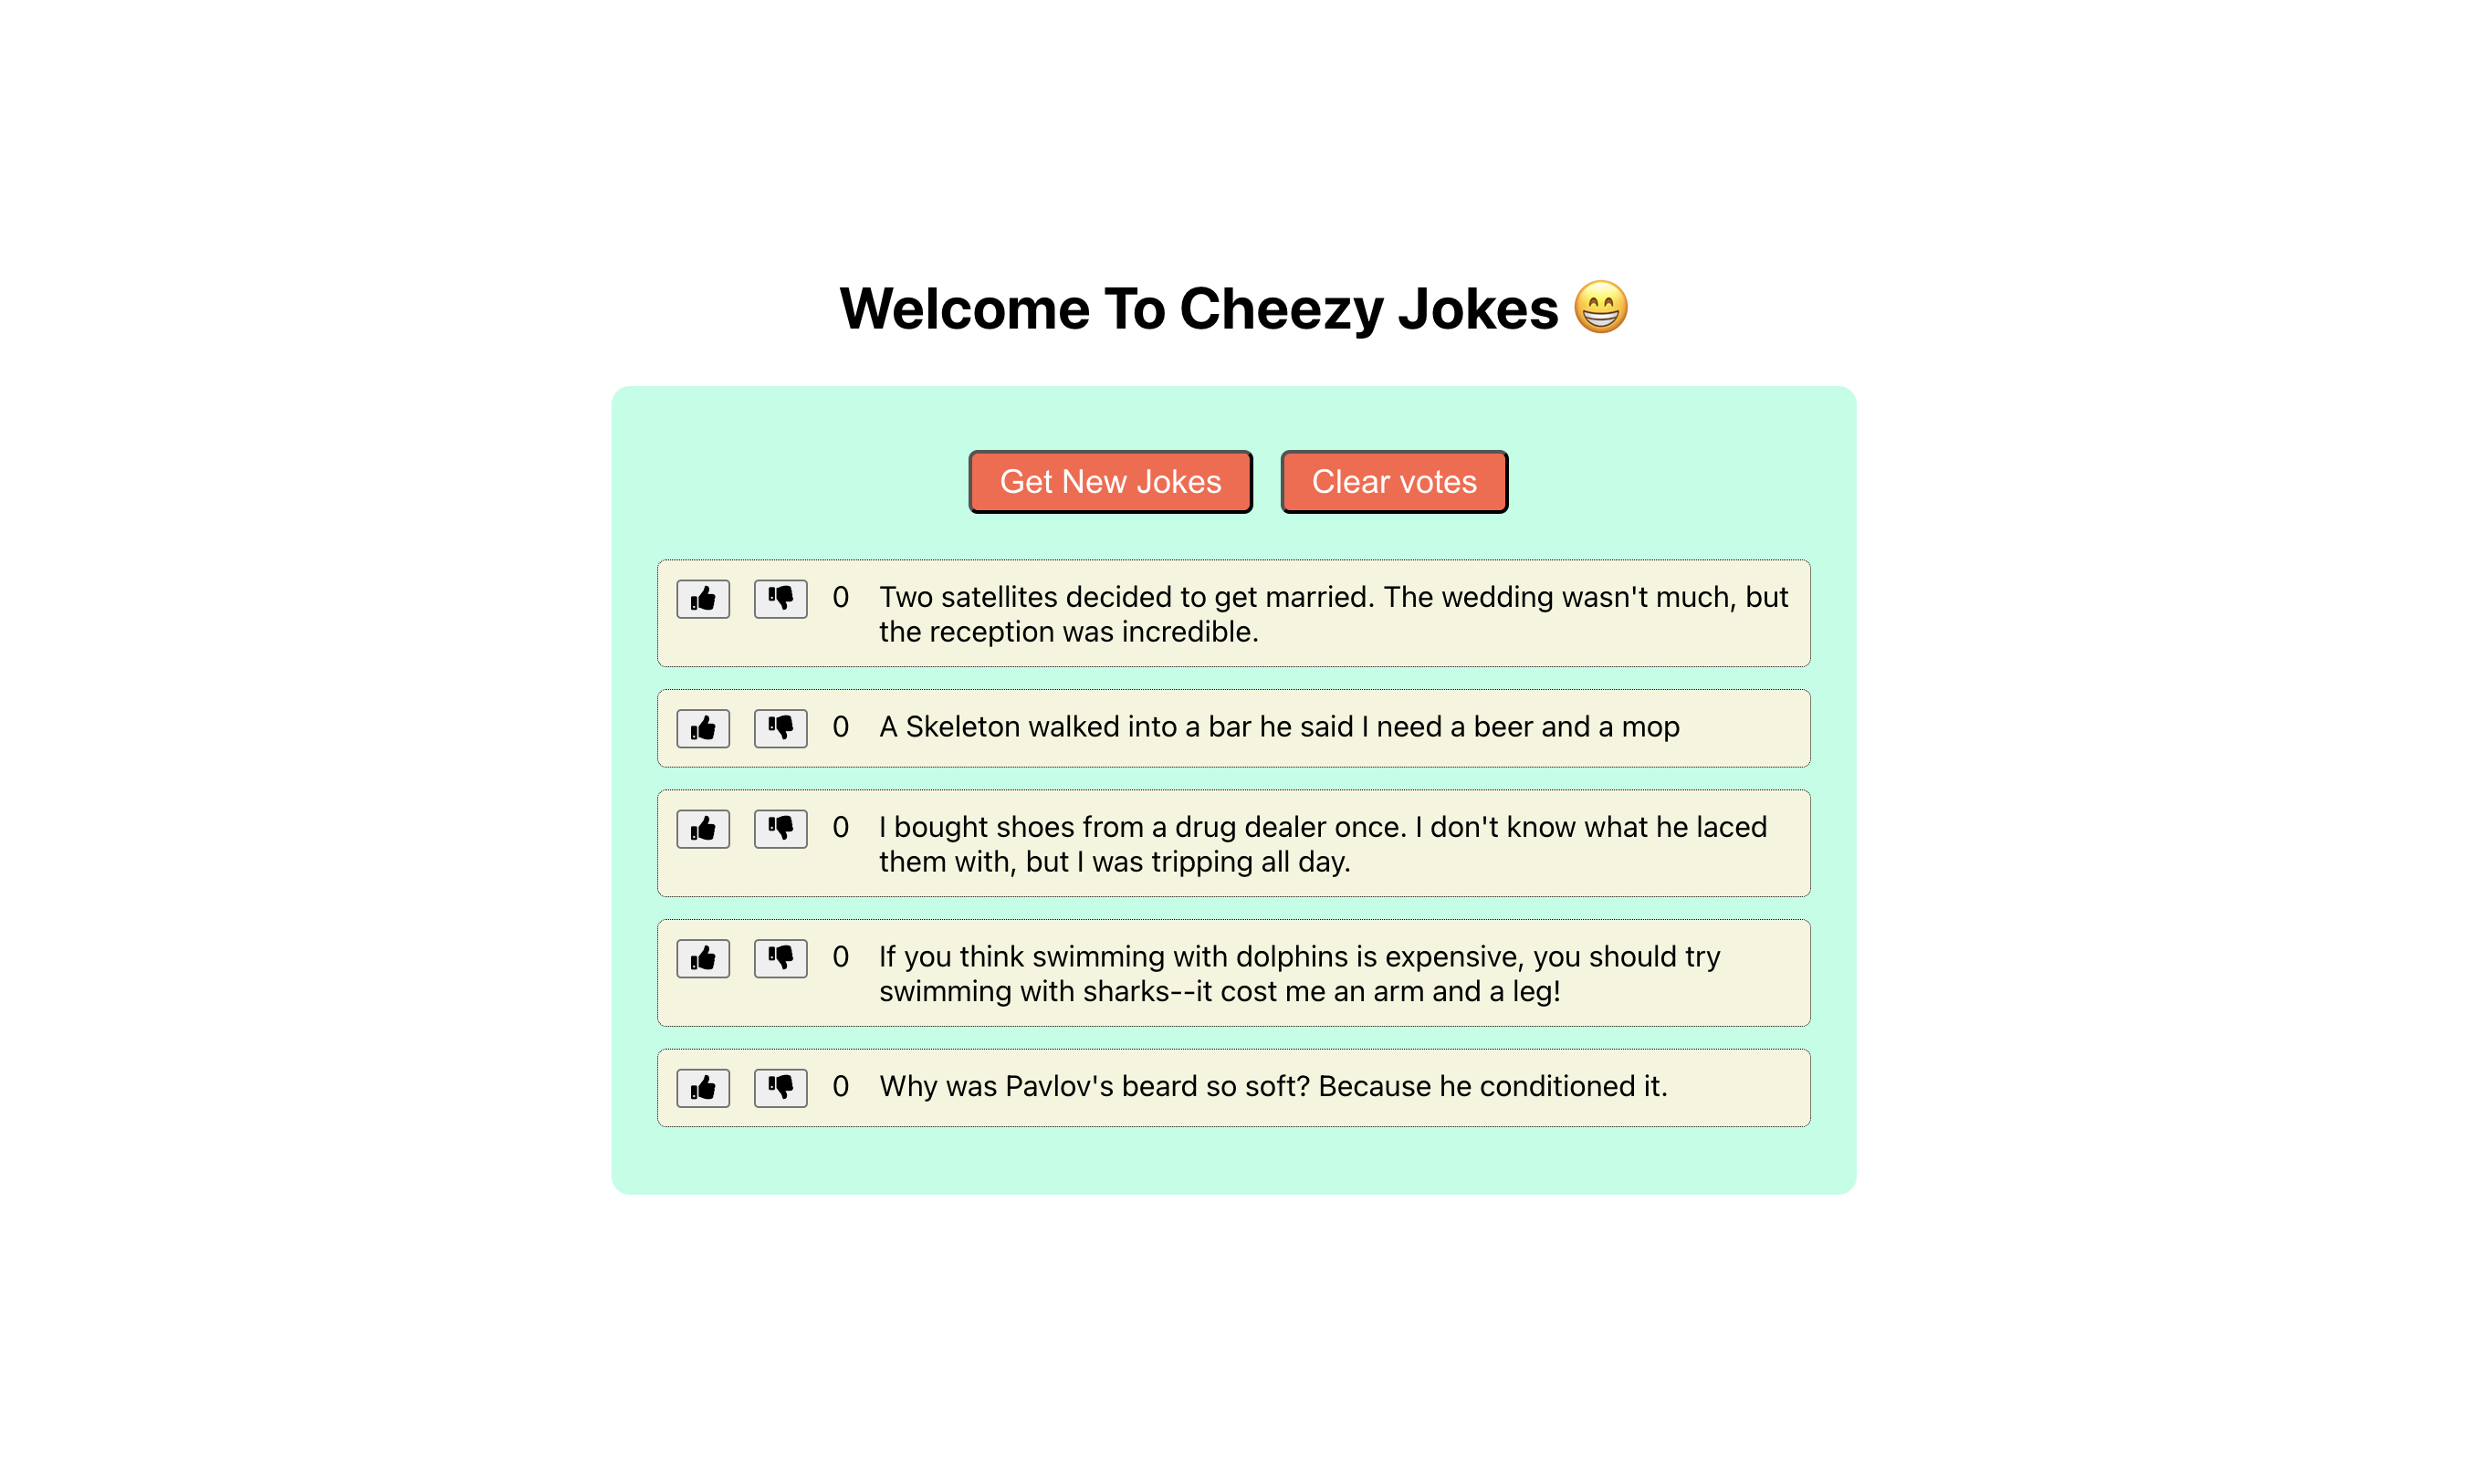 Welcome To Cheezy Jokes 😁
Get New Jokes
Clear votes
0 Two satellites decided to get married. The wedding wasn't much, but
the reception was incredible.
0 A Skeleton walked into a bar he said I need a beer and a mop
0 I bought shoes from a drug dealer once. I don't know what he laced
them with, but I was tripping all day.
0 If you think swimming with dolphins is expensive, you should try
swimming with sharks--it cost me an arm and a leg!
0 Why was Pavlov's beard so soft? Because he conditioned it.